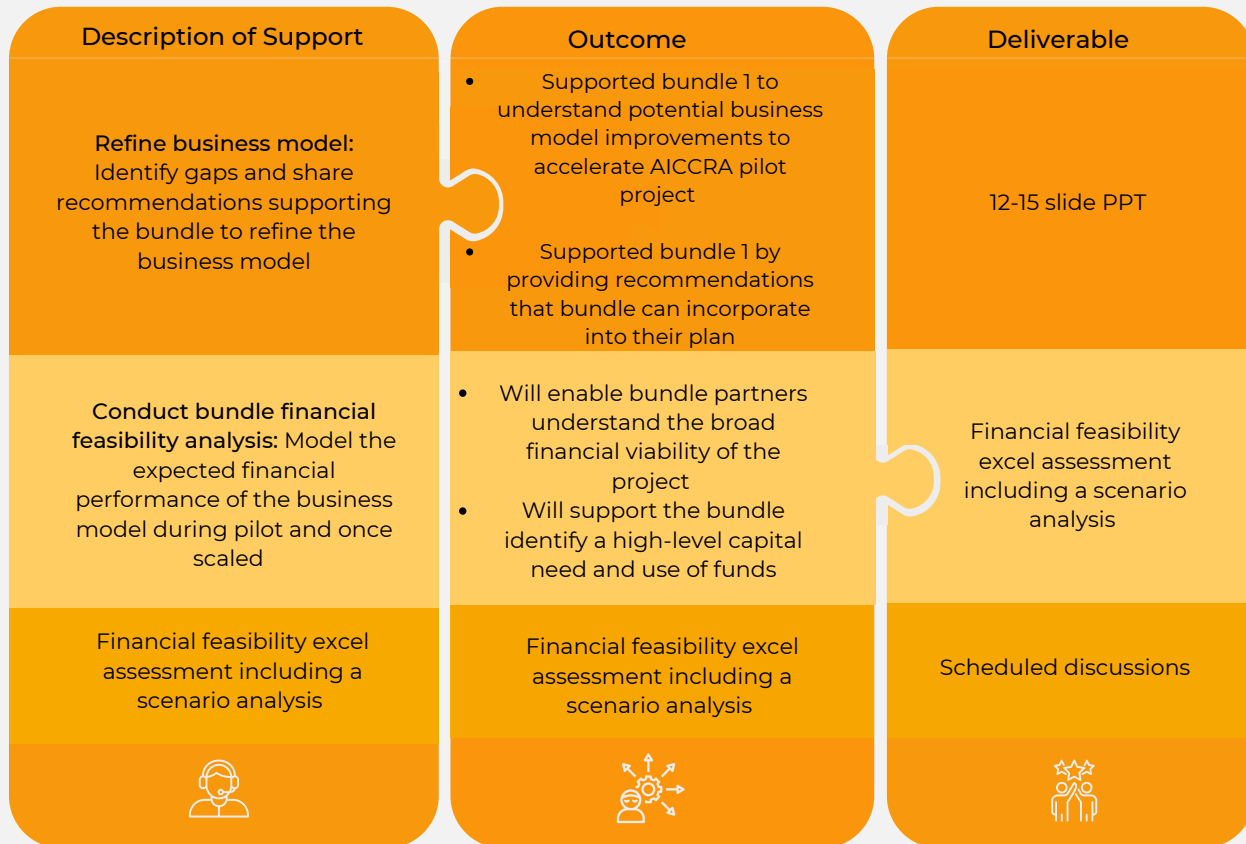 Description of Support
Outcome
Deliverable
Refine business model:
Identify gaps and share
recommendations supporting
the bundle to refine the
business model
• Supported bundle 1 to
understand potential business
model improvements to
accelerate AICCRA pilot
project
• Supported bundle 1 by
providing recommendations
that bundle can incorporate
into their plan
12-15 slide PPT
Conduct bundle financial
feasibility analysis: Model the
expected financial
performance of the business
model during pilot and once
scaled
• Will enable bundle partners
understand the broad
financial viability of the
project
• Will support the bundle
identify a high-level capital
need and use of funds
Financial feasibility
excel assessment
including a scenario
analysis
Financial feasibility excel
assessment including a
scenario analysis
Financial feasibility excel
assessment including a
scenario analysis
Scheduled discussions